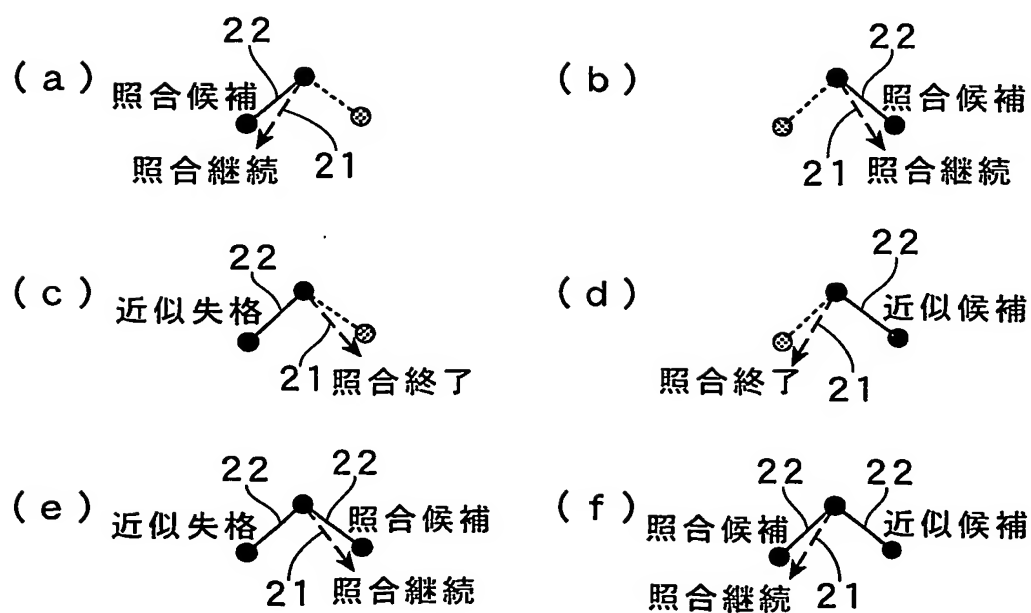 22
(a) 照合候補
照合継続 21
22
(b) 照合候補
21 照合継続
22
(c) 近似失格
21 照合終了
22
(d) 近似候補
照合終了 21
22 22
(e) 近似失格 照合候補
21 照合継続
22 22
(f) 照合候補 近似候補
照合継続 21